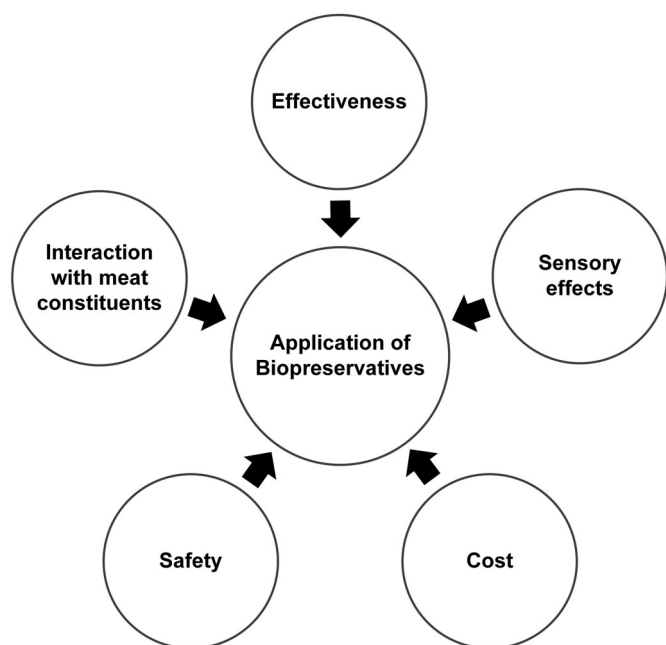 Effectiveness
Interaction
with meat
constituents
Sensory
effects
Application of
Biopreservatives
Safety
Cost